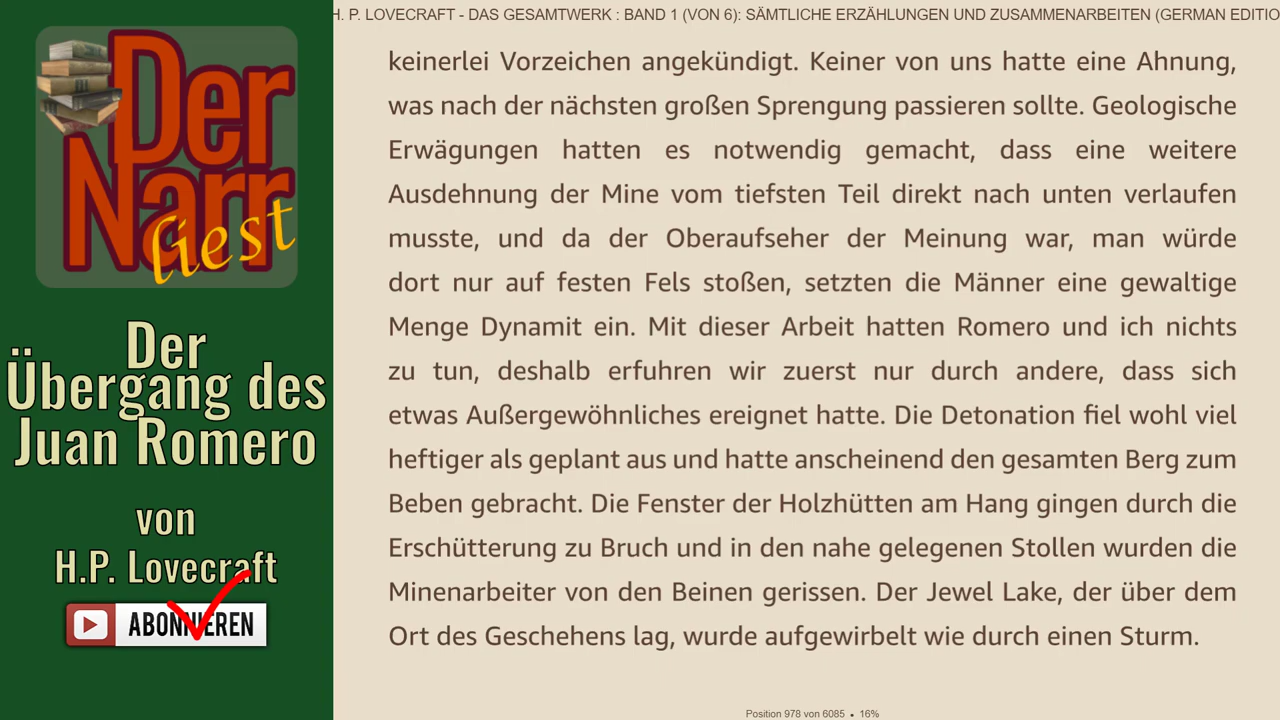 Der
Narr
liest
Der
Übergang des
Juan Romero
von
H.P. Lovecraft
ABONNIEREN
H. P. LOVECRAFT - DAS GESAMTWERK : BAND 1 (VON 6): SÄMTLICHE ERZÄHLUNGEN UND ZUSAMMENARBEITEN (GERMAN EDITIO
keinerlei Vorzeichen angekündigt. Keiner von uns hatte eine Ahnung,
was nach der nächsten großen Sprengung passieren sollte. Geologische
Erwägungen hatten es notwendig gemacht, dass eine weitere
Ausdehnung der Mine vom tiefsten Teil direkt nach unten verlaufen
musste, und da der Oberaufseher der Meinung war, man würde
dort nur auf festen Fels stoßen, setzten die Männer eine gewaltige
Menge Dynamit ein. Mit dieser Arbeit hatten Romero und ich nichts
zu tun, deshalb erfuhren wir zuerst nur durch andere, dass sich
etwas Außergewöhnliches ereignet hatte. Die Detonation fiel wohl viel
heftiger als geplant aus und hatte anscheinend den gesamten Berg zum
Beben gebracht. Die Fenster der Holzhütten am Hang gingen durch die
Erschütterung zu Bruch und in den nahe gelegenen Stollen wurden die
Minenarbeiter von den Beinen gerissen. Der Jewel Lake, der über dem
Ort des Geschehens lag, wurde aufgewirbelt wie durch einen Sturm.
Position 978 von 6085 • 16%